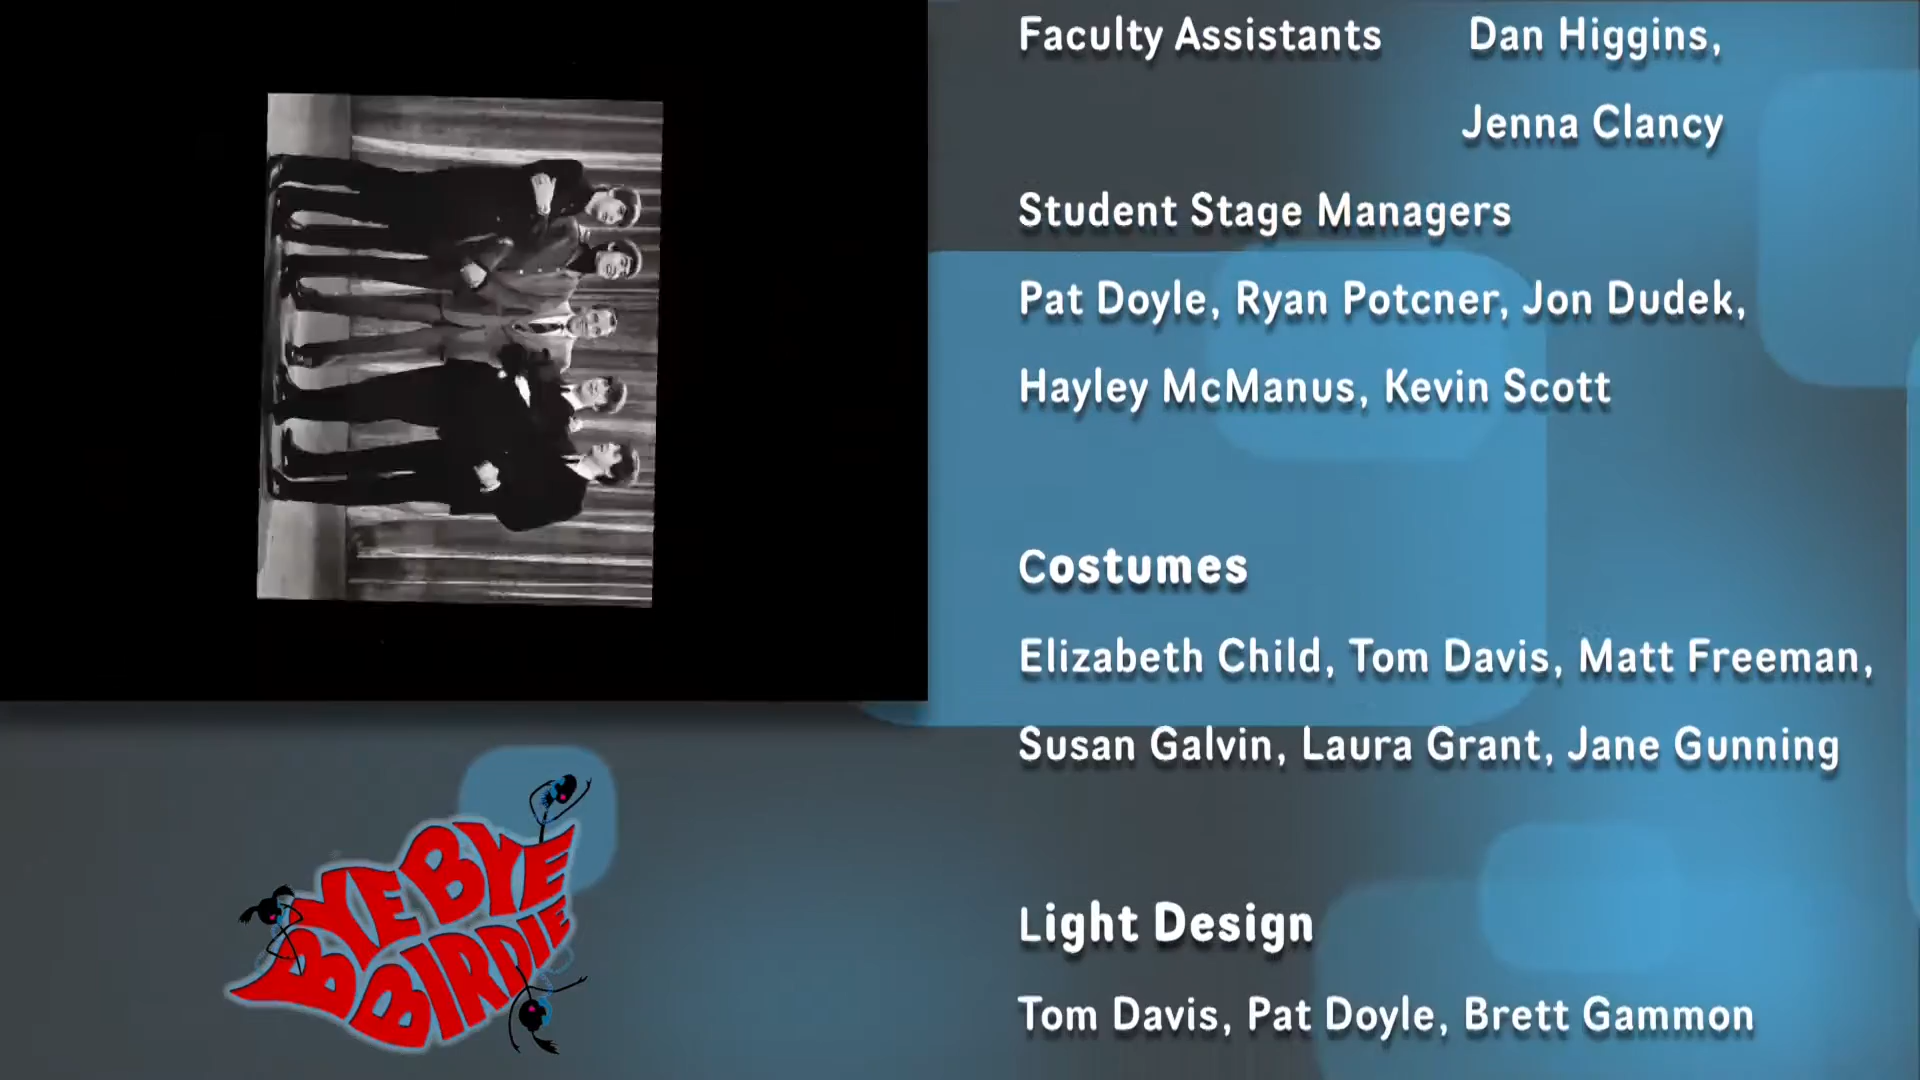 Faculty Assistants Dan Higgins,
Jenna Clancy
Student Stage Managers
Pat Doyle, Ryan Potcner, Jon Dudek,
Hayley McManus, Kevin Scott
Costumes
Elizabeth Child, Tom Davis, Matt Freeman,
Susan Galvin, Laura Grant, Jane Gunning
Light Design
Tom Davis, Pat Doyle, Brett Gammon
BYE BYE
BIRDIE